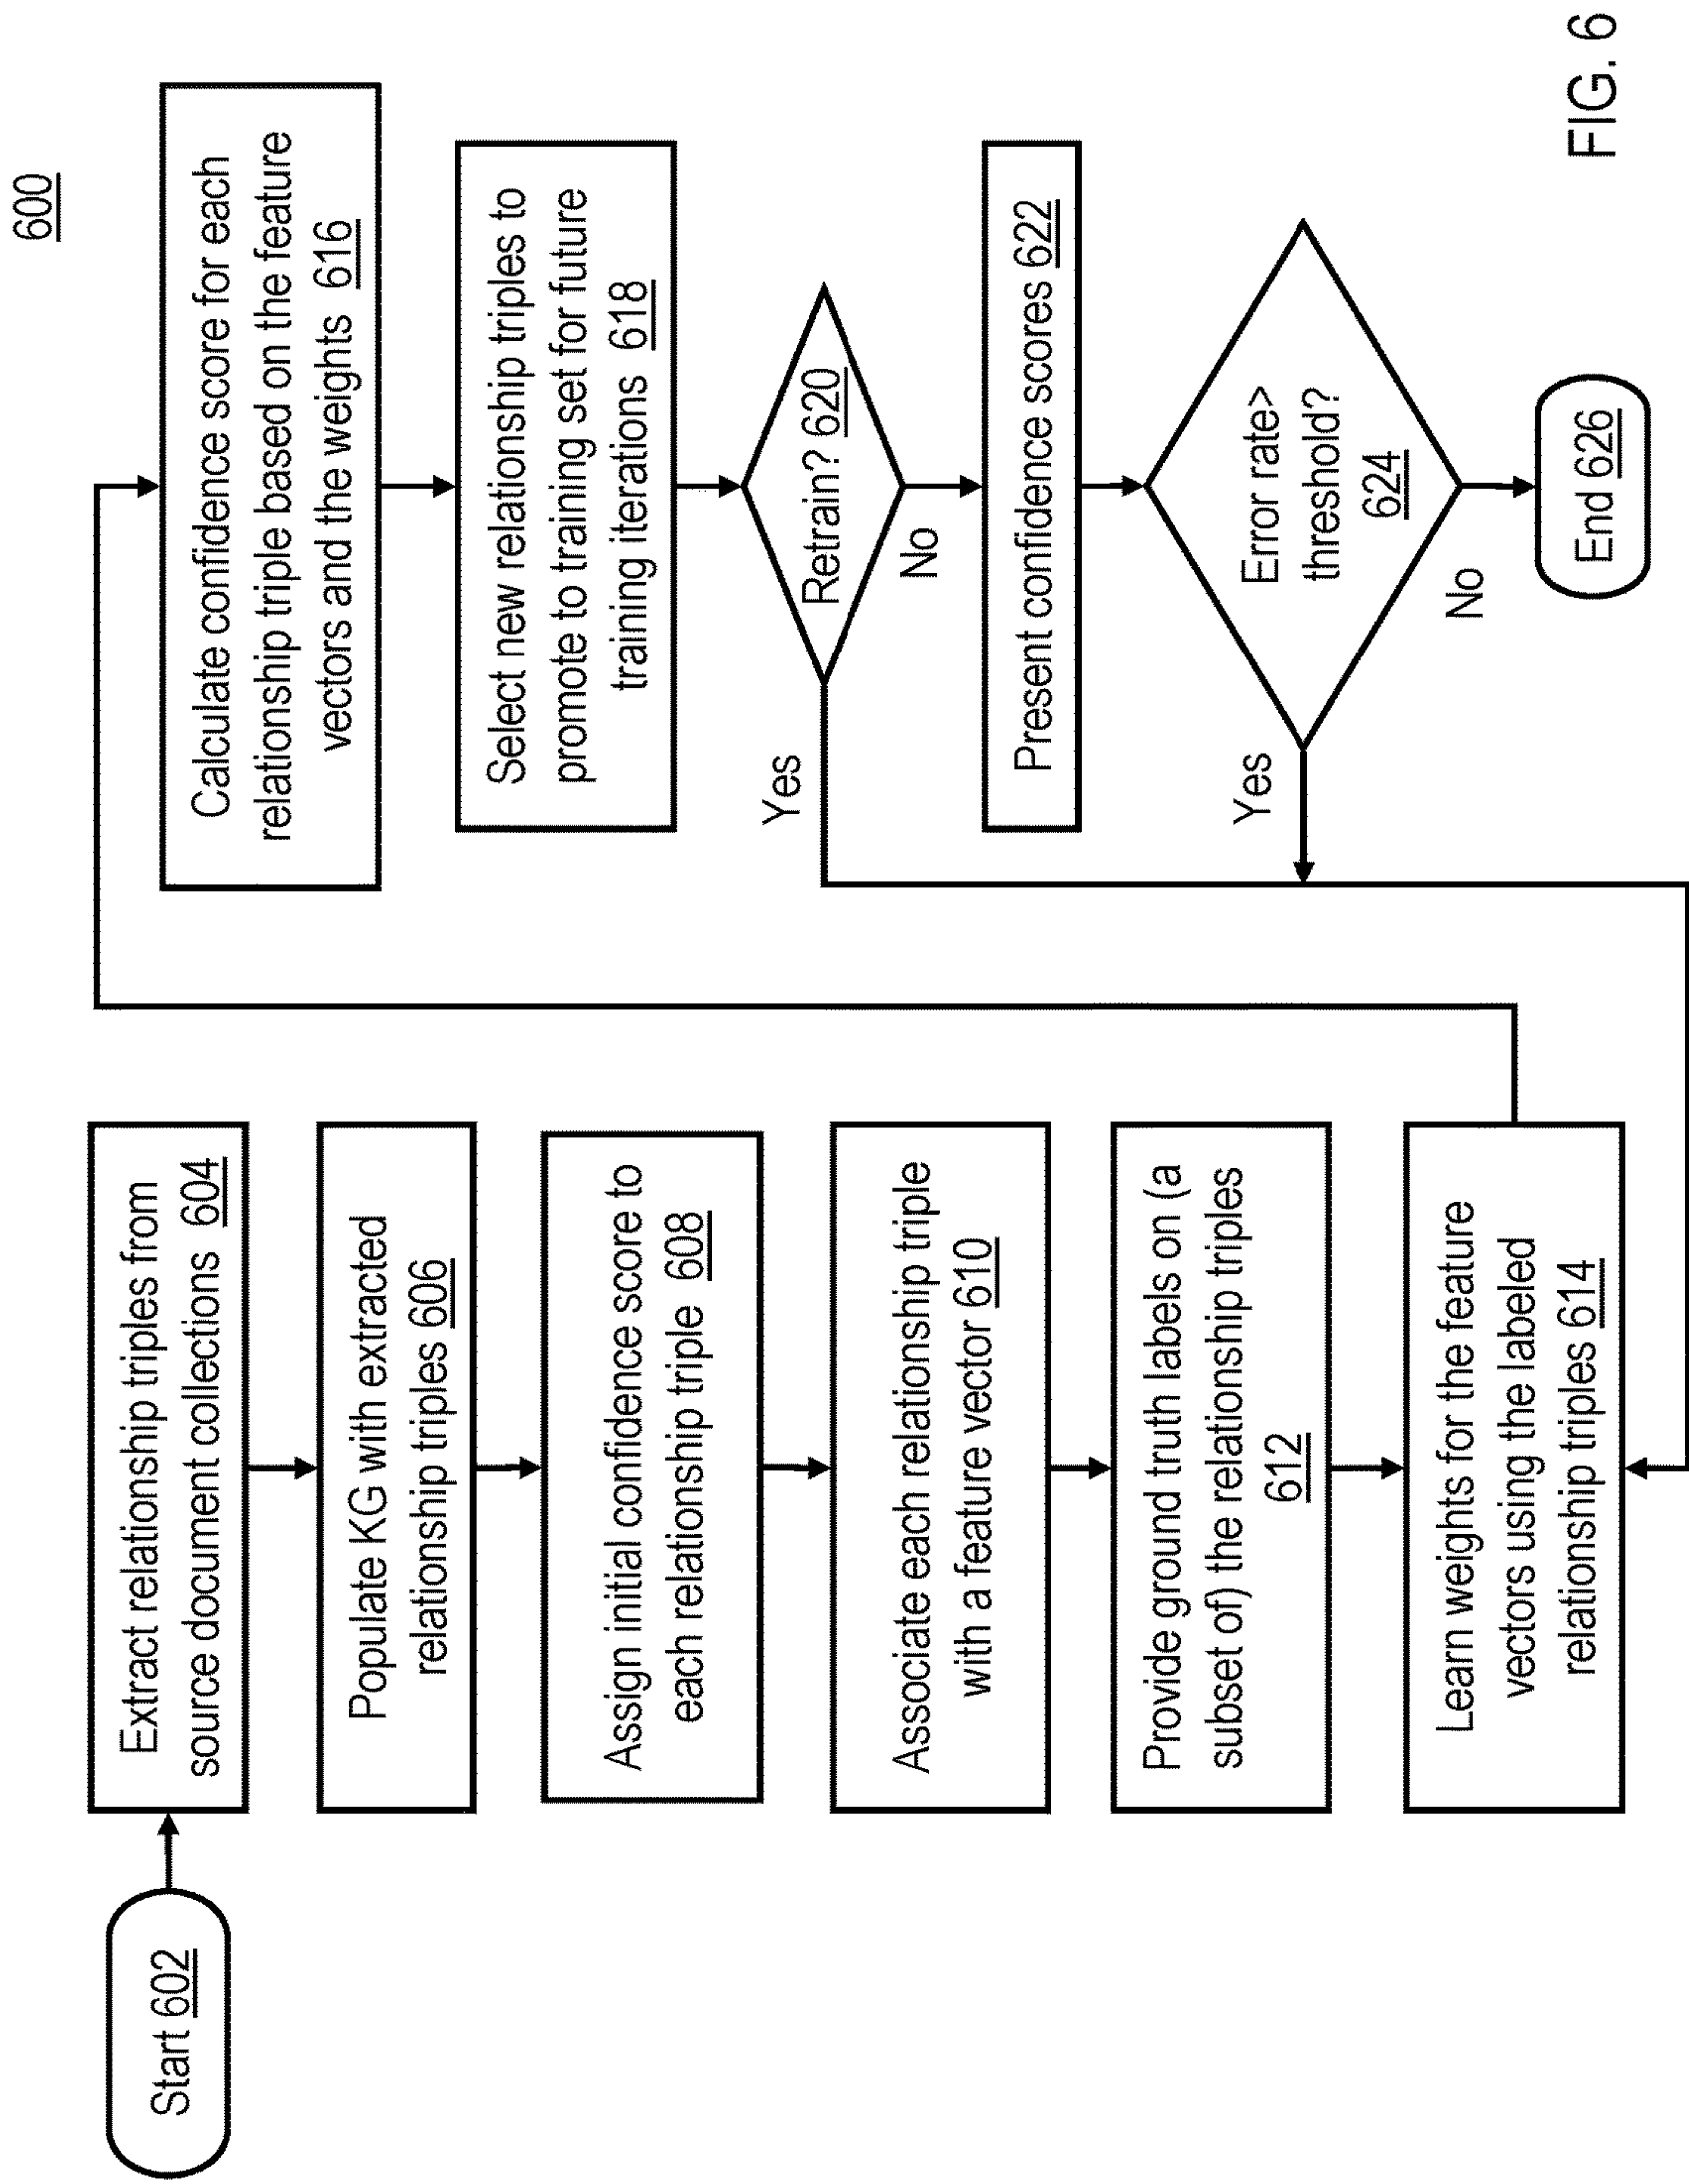 600
Start 602
Extract relationship triples from
source document collections 604
Populate KG with extracted
relationship triples 606
Assign initial confidence score to
each relationship triple 608
Associate each relationship triple
with a feature vector 610
Provide ground truth labels on (a
subset of) the relationship triples
612
Learn weights for the feature
vectors using the labeled
relationship triples 614
Calculate confidence score for each
relationship triple based on the feature
vectors and the weights 616
Select new relationship triples to
promote to training set for future
training iterations 618
Retrain? 620
Yes
No
Present confidence scores 622
Error rate>
threshold?
624
Yes
No
End 626
FIG. 6